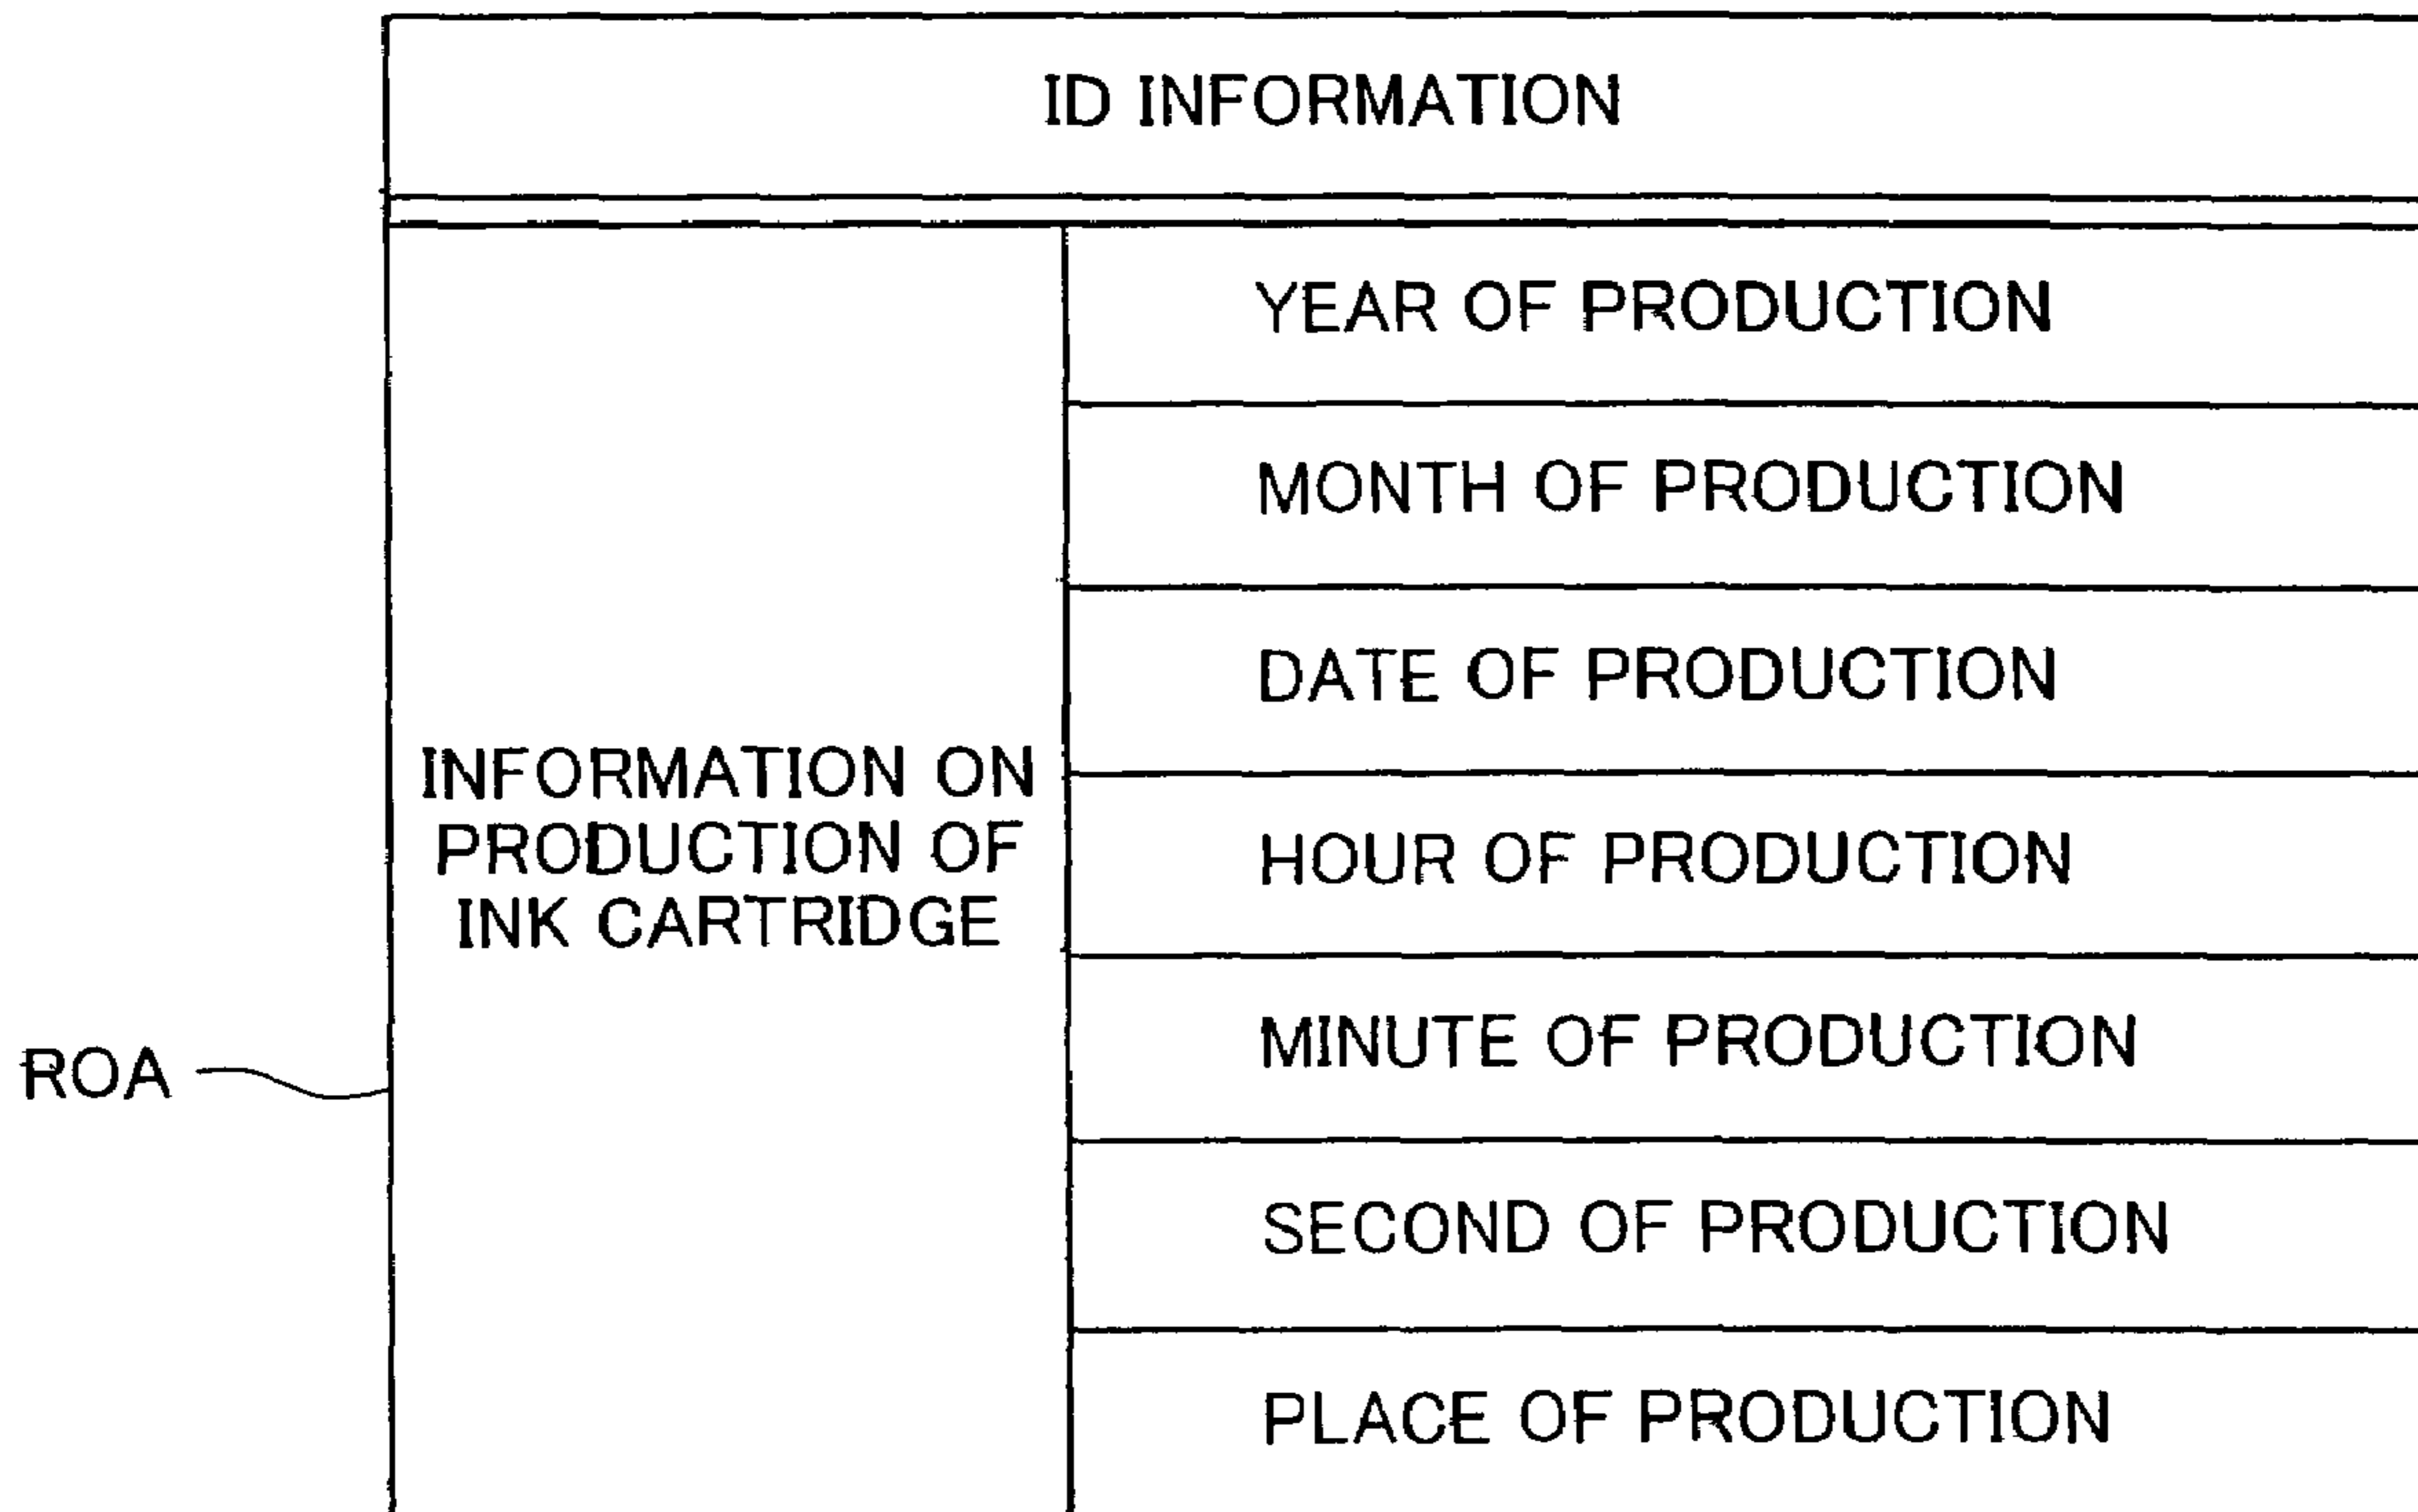 ID INFORMATION
YEAR OF PRODUCTION
MONTH OF PRODUCTION
DATE OF PRODUCTION
INFORMATION ON
PRODUCTION OF
INK CARTRIDGE
HOUR OF PRODUCTION
MINUTE OF PRODUCTION
ROA
SECOND OF PRODUCTION
PLACE OF PRODUCTION